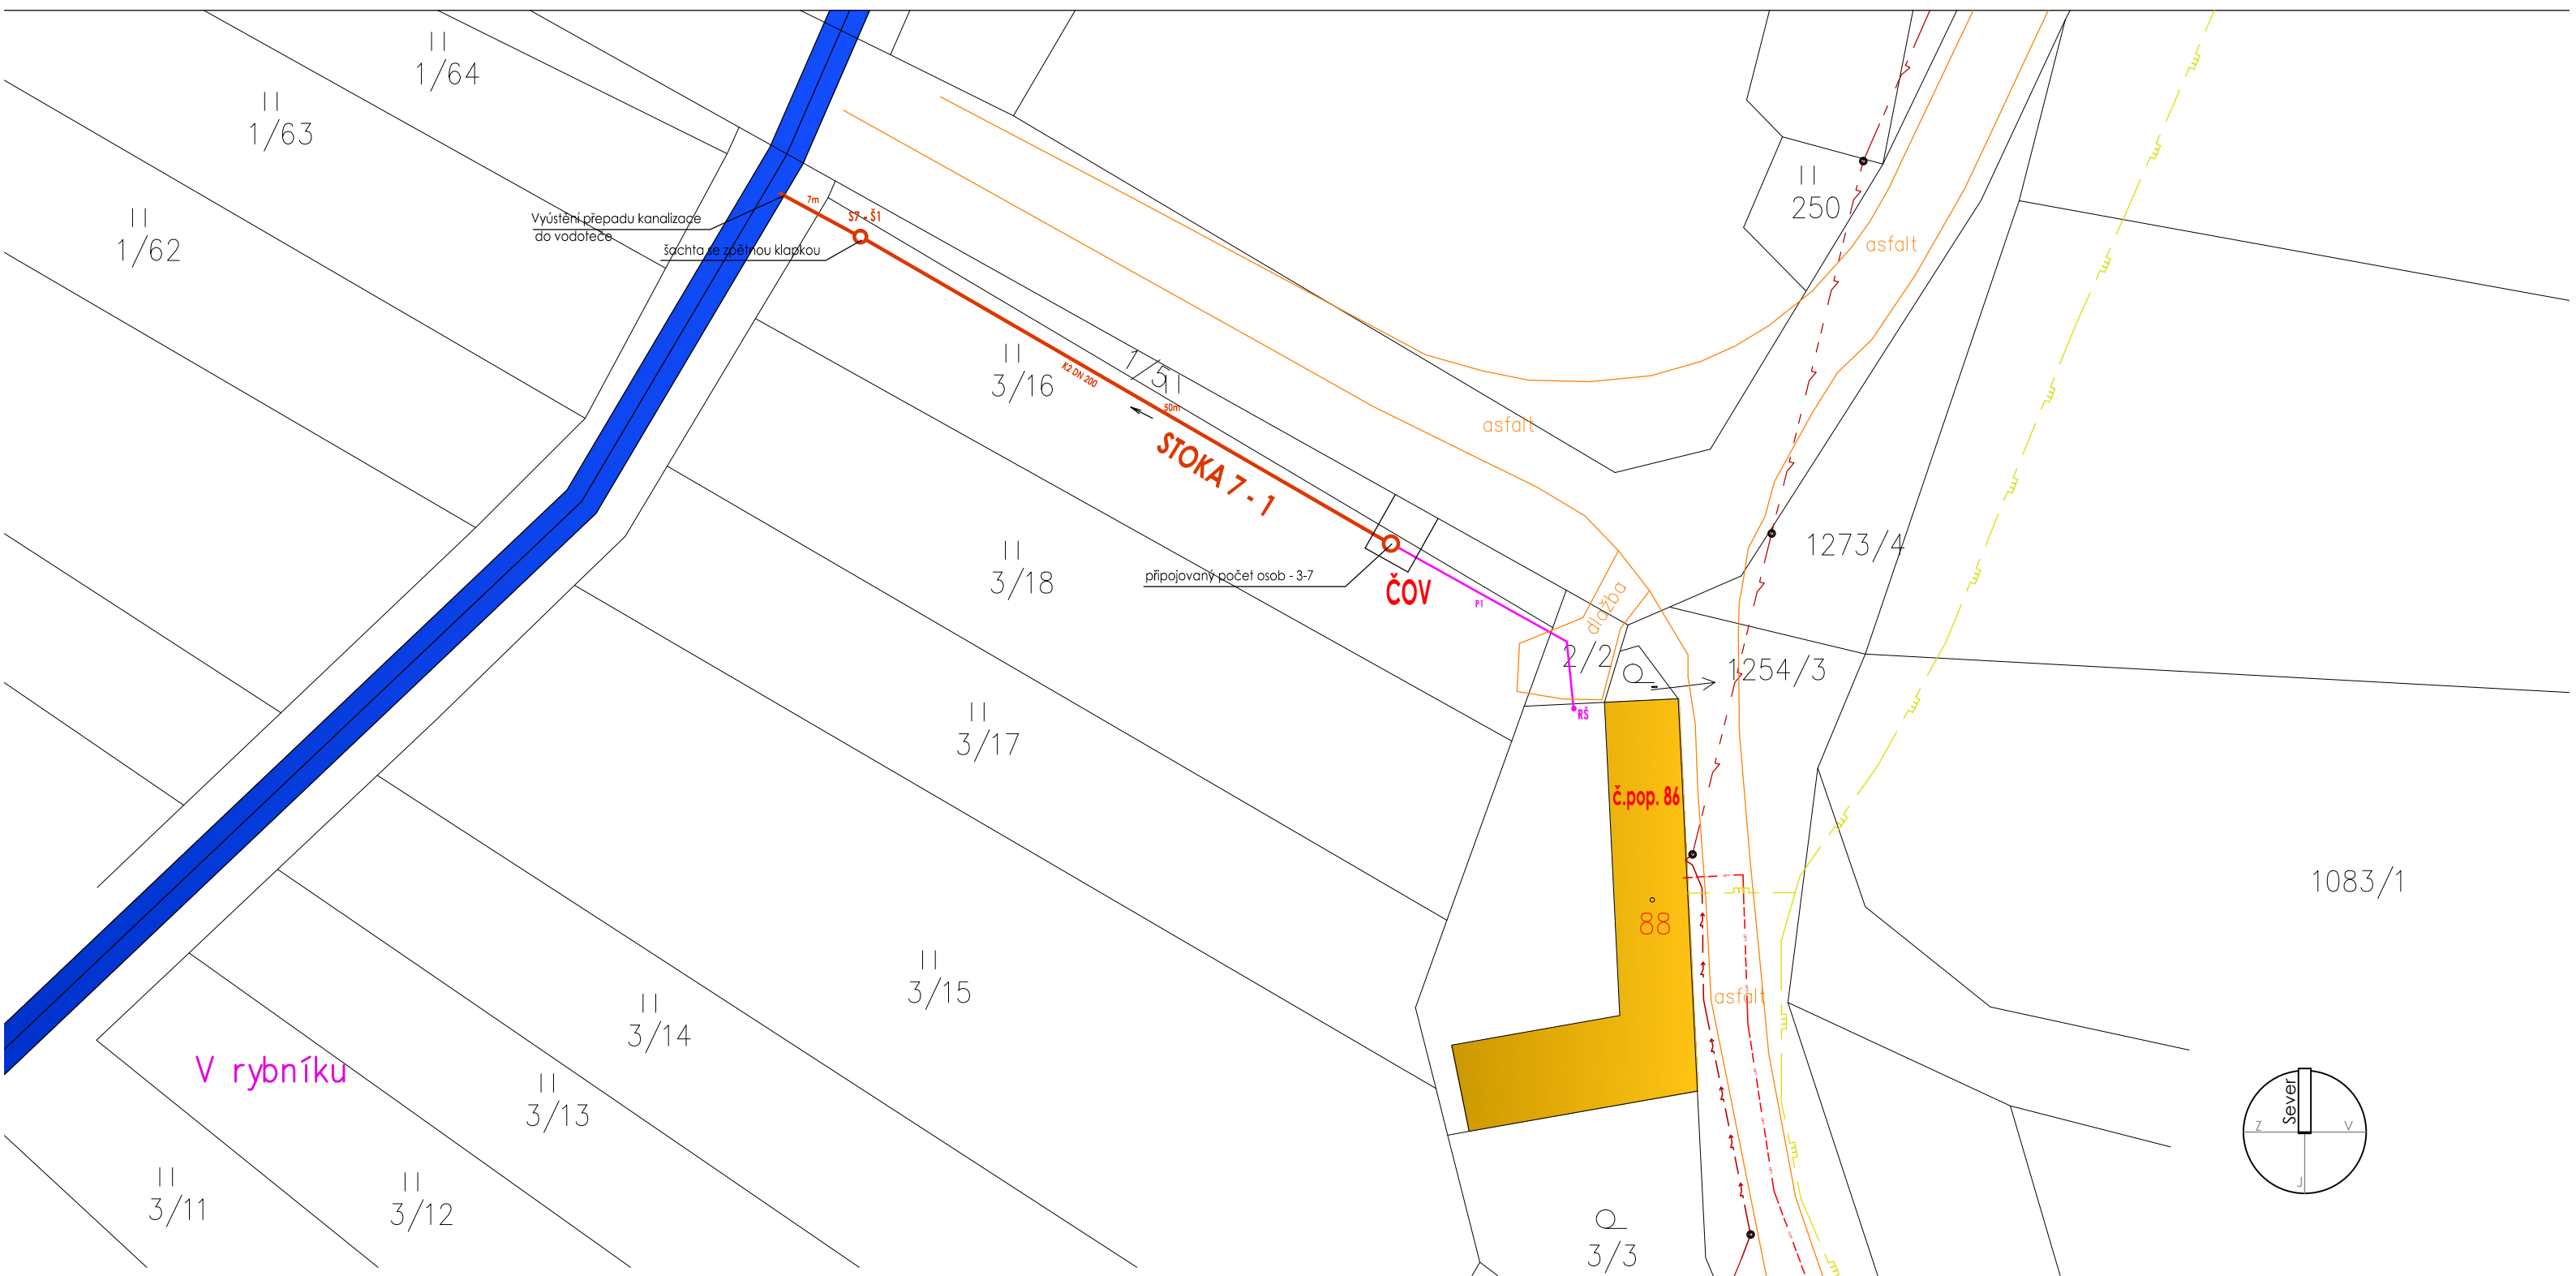 1/64
1/63
1/62
250
asfalt
7m
S7 - Š1
Vyústění přepadu kanalizace
do vodoteče
šachta se zpětnou klapkou
1/5
3/16
K2 DN 200
50m
asfalt
STOKA 7 - 1
1273/4
3/18
připojovaný počet osob - 3-7
ČOV
P1
dlažba
2/2
1254/3
RŠ
3/17
č.pop. 86
1083/1
88
3/15
asfalt
3/14
V rybníku
3/13
Sever
Z
V
J
3/11
3/12
3/3